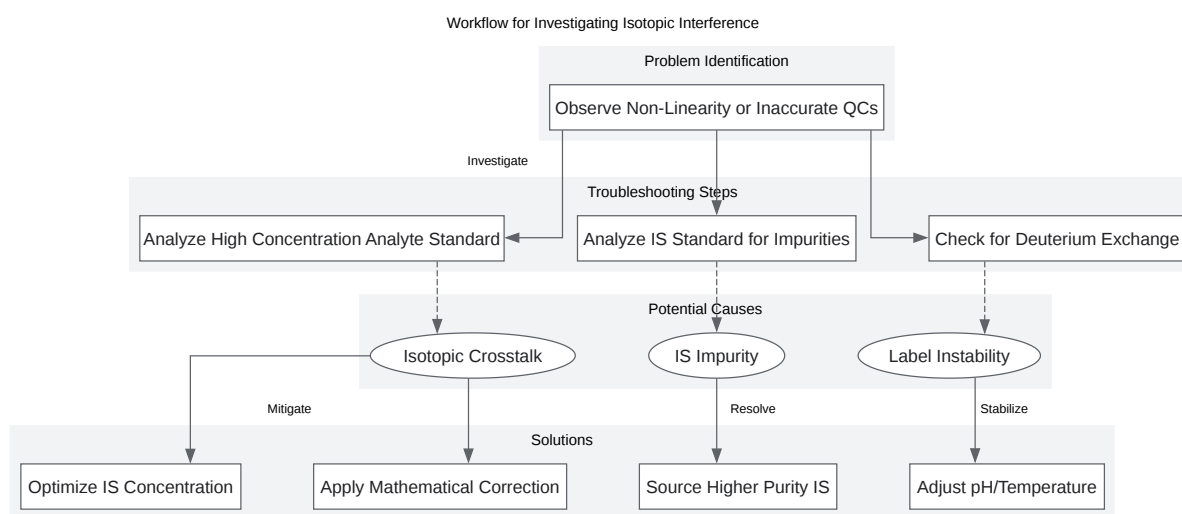 Workflow for Investigating Isotopic Interference
Problem Identification
Observe Non-Linearity or Inaccurate QCs
Investigate
Troubleshooting Steps
Analyze High Concentration Analyte Standard
Analyze IS Standard for Impurities
Check for Deuterium Exchange
Potential Causes
Isotopic Crosstalk
IS Impurity
Label Instability
Mitigate
Resolve
Stabilize
Solutions
Optimize IS Concentration
Apply Mathematical Correction
Source Higher Purity IS
Adjust pH/Temperature